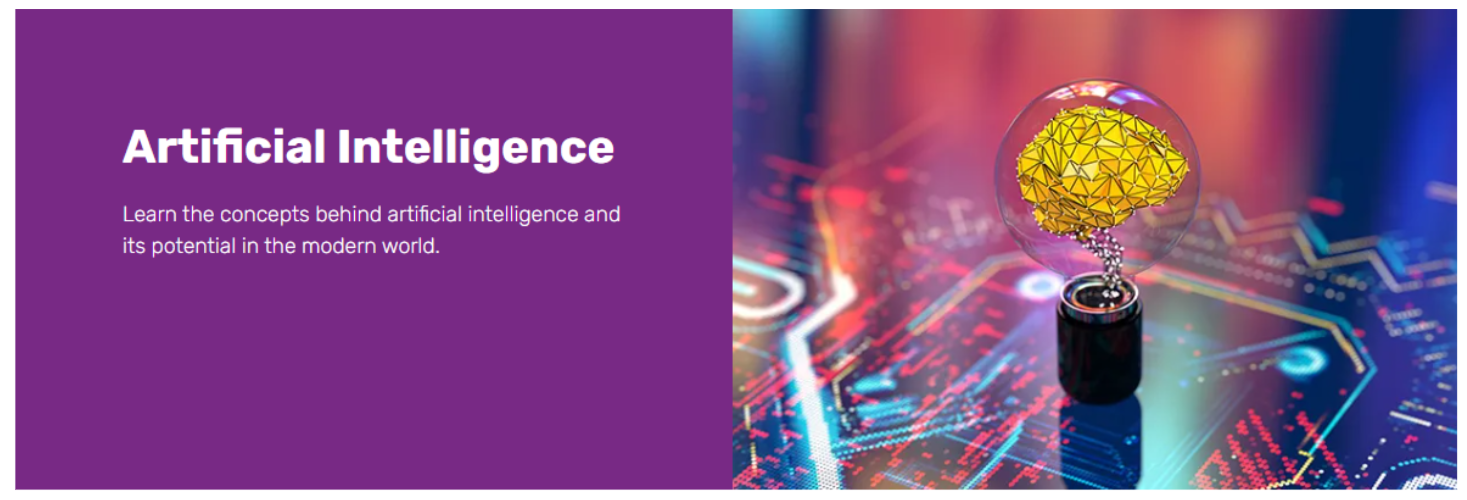 Artificial Intelligence
Learn the concepts behind artificial intelligence and
its potential in the modern world.